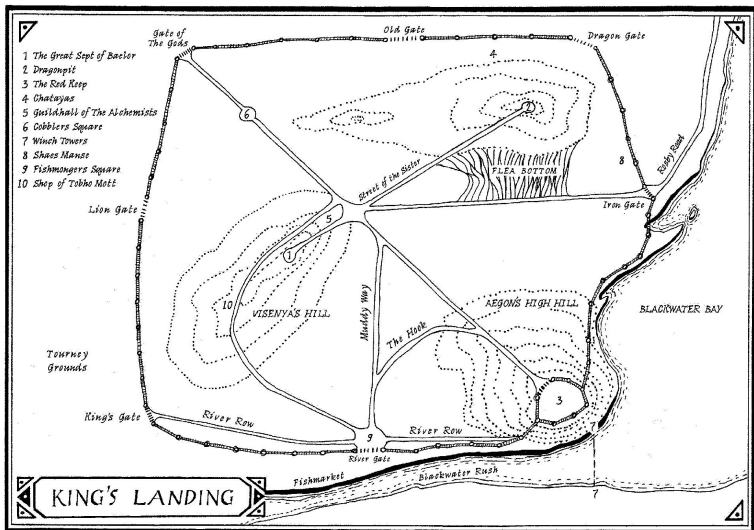 Gate of
The Gods
Old Gate
Dragon Gate
1 The Great Sept of Baelor
2 Dragonpit
3 The Red Keep
4 Chatayas
5 Guildhall of The Alchemists
6 Cobblers Square
7 Winch Towers
8 Shaes Manse
9 Fishmongers Square
10 Shop of Tobho Mott
4
2
6
Street of the Sister
FLEA BOTTOM
8
Rosby Road
Lion Gate
Iron Gate
5
1
10
VISENYA'S HILL
Muddy Way
The Hook
AEGON'S HIGH HILL
BLACKWATER BAY
Tourney
Grounds
3
King's Gate
River Row
9
River Row
River Gate
7
Fishmarket
Blackwater Rush
7
KING'S LANDING